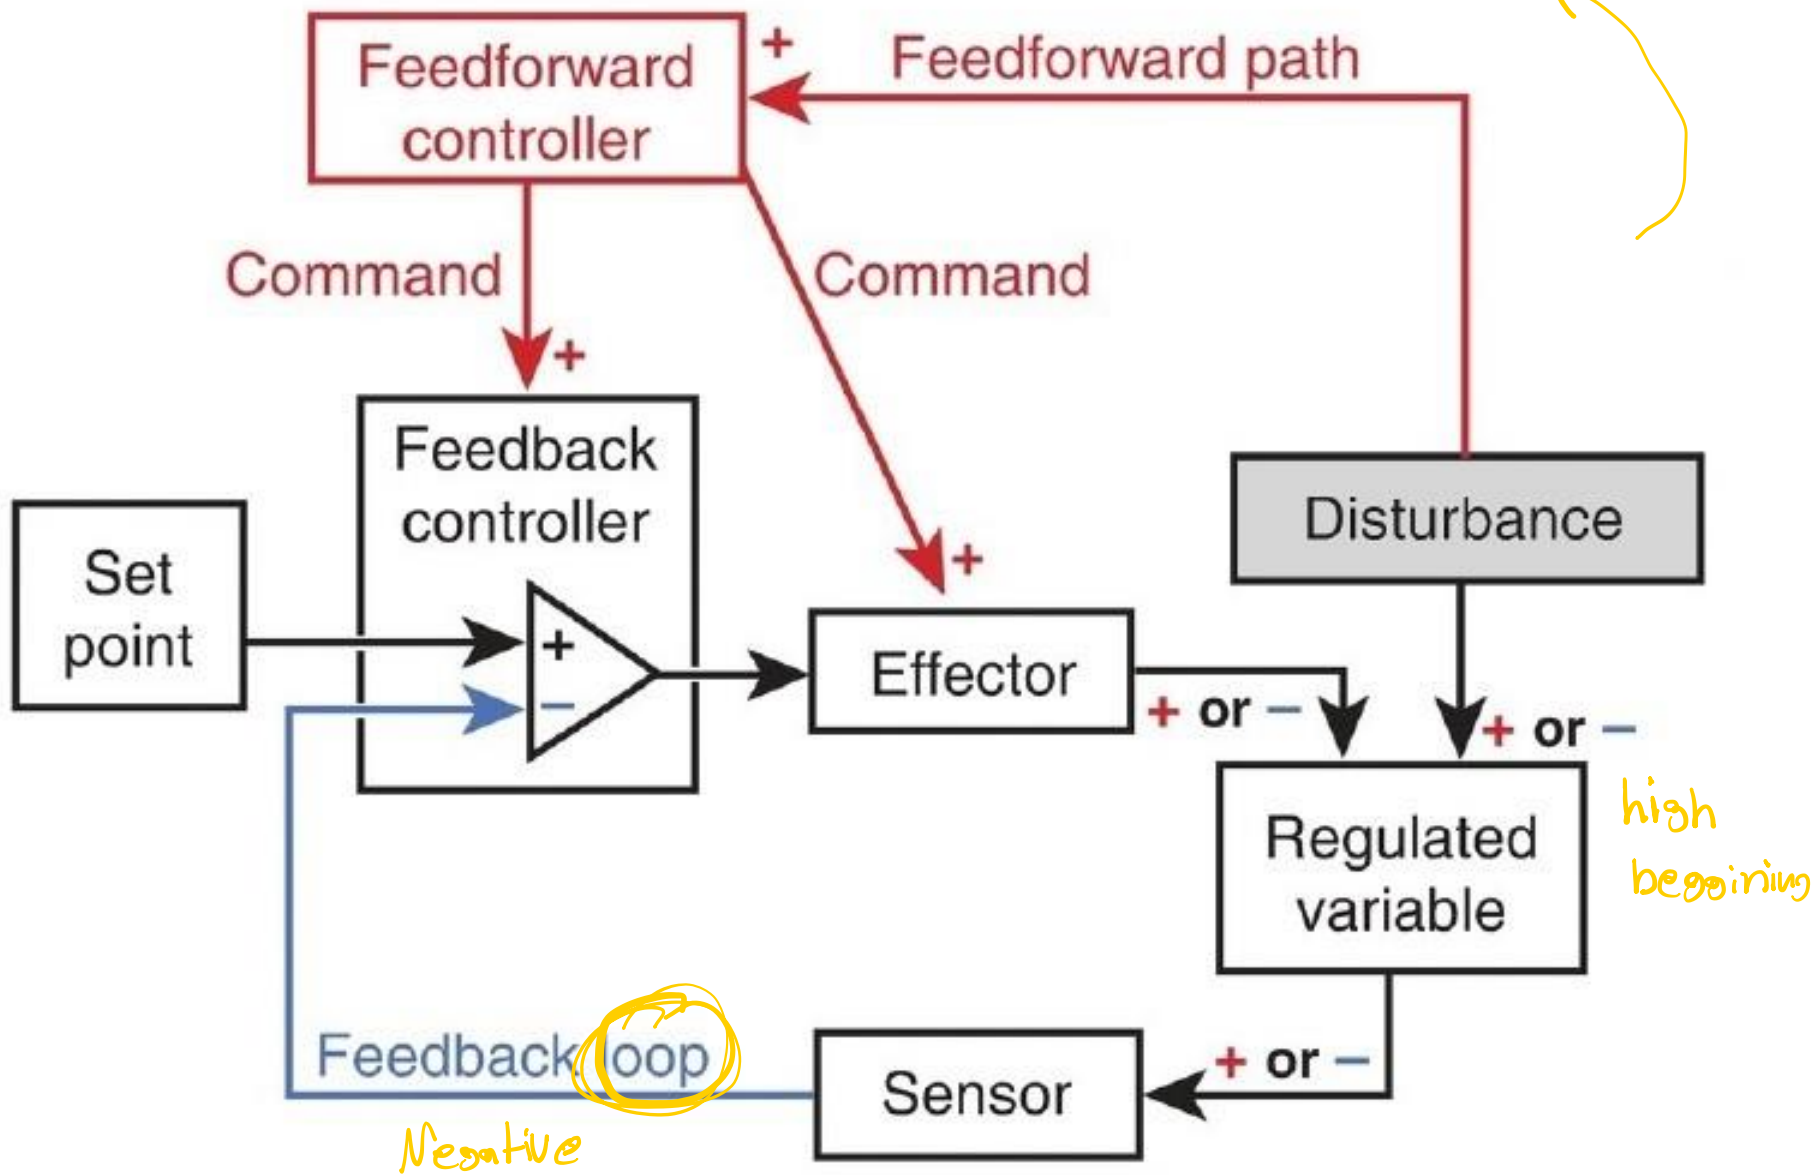 Feedforward
controller
+
Feedforward path
Command
+
Command
+
Feedback
controller
Set
point
+
−
Effector
+ or −
Disturbance
+ or −
Regulated
variable
high
beggining
+ or −
Sensor
Feedback loop
Negative